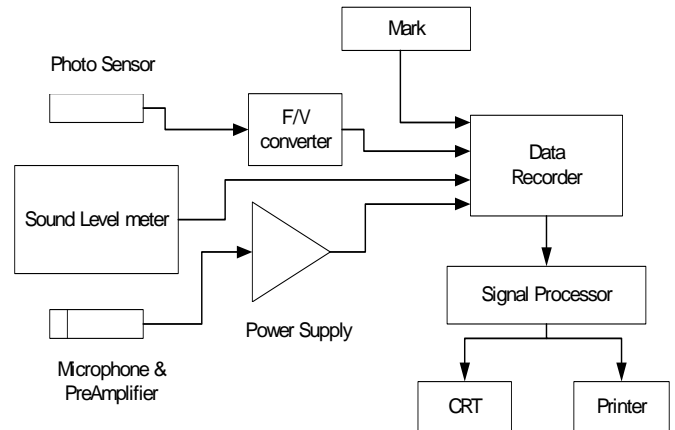 Mark
Photo Sensor
F/V
converter
Data
Recorder
Sound Level meter
Signal Processor
Power Supply
Microphone &
PreAmplifier
CRT
Printer